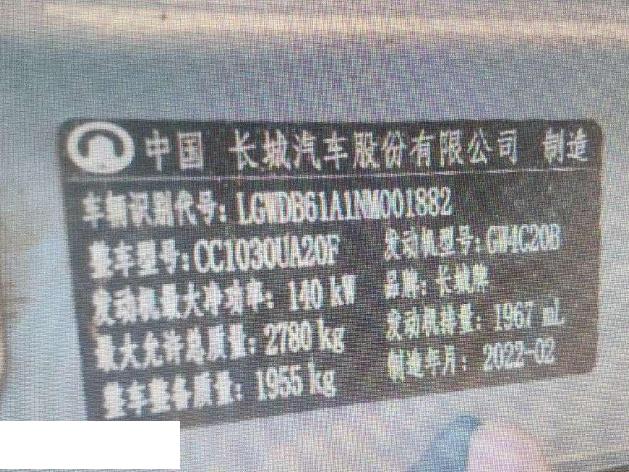 中国 长城汽车股份有限公司 制造
车辆识别代号: LGWDB61A1NM001882
整车型号: CC1030UA20F 发动机型号: GW4C20B
发动机最大净功率: 140 kW 品牌: 长城牌
最大允许总质量: 2780 kg 发动机排量: 1967 mL
整车整备质量: 1955 kg 制造年月: 2022-02